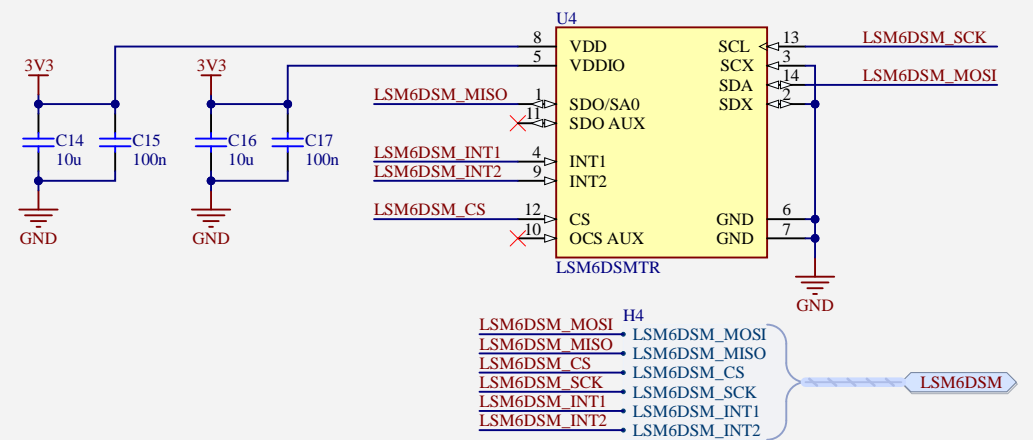 U4
8 VDD SCL 13 LSM6DSM_SCK
5 VDDIO SCX 3
3V3 3V3 SDA 14 LSM6DSM_MOSI
LSM6DSM_MISO 1 SDO/SA0 SDX 2
11 SDO AUX
C14 C15 C16 C17
10u 100n 10u 100n
LSM6DSM_INT1 4 INT1
LSM6DSM_INT2 9 INT2
LSM6DSM_CS 12 CS GND 6
GND GND 10 OCS AUX GND 7
LSM6DSMTR
GND
H4
LSM6DSM_MOSI LSM6DSM_MOSI
LSM6DSM_MISO LSM6DSM_MISO
LSM6DSM_CS LSM6DSM_CS
LSM6DSM_SCK LSM6DSM_SCK
LSM6DSM_INT1 LSM6DSM_INT1
LSM6DSM_INT2 LSM6DSM_INT2
LSM6DSM